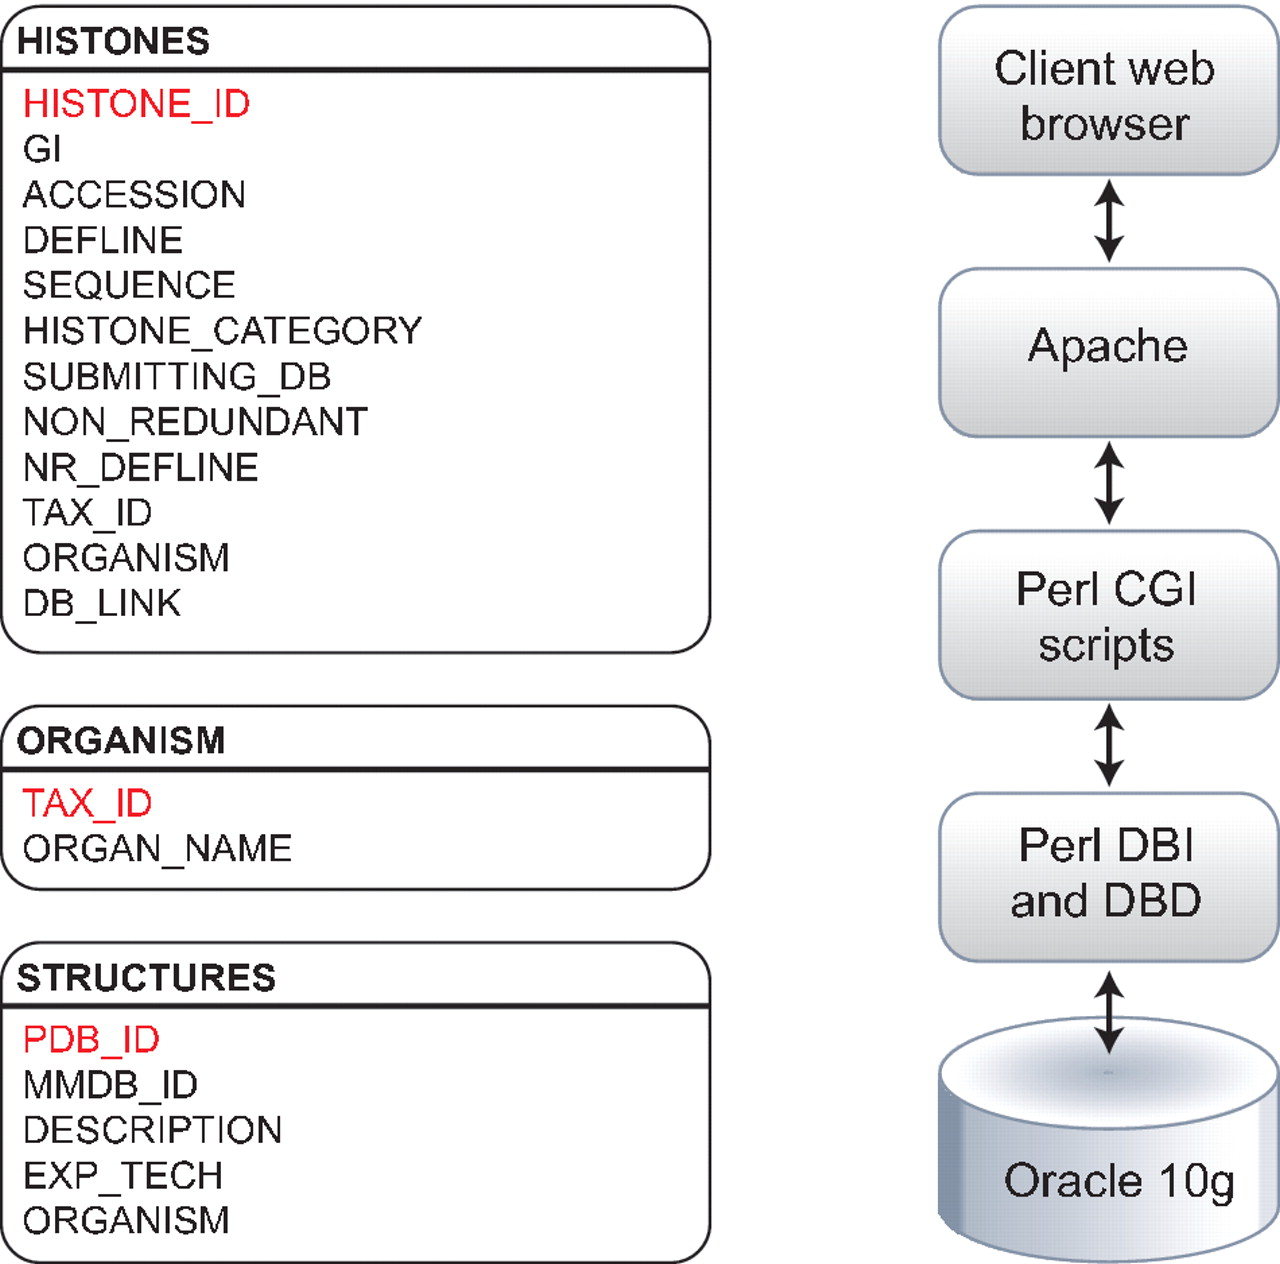 HISTONES
HISTONE_ID
GI
ACCESSION
DEFLINE
SEQUENCE
HISTONE_CATEGORY
SUBMITTING_DB
NON_REDUNDANT
NR_DEFLINE
TAX_ID
ORGANISM
DB_LINK
ORGANISM
TAX_ID
ORGAN_NAME
STRUCTURES
PDB_ID
MMDB_ID
DESCRIPTION
EXP_TECH
ORGANISM
Client web
browser
Apache
Perl CGI
scripts
Perl DBI
and DBD
Oracle 10g